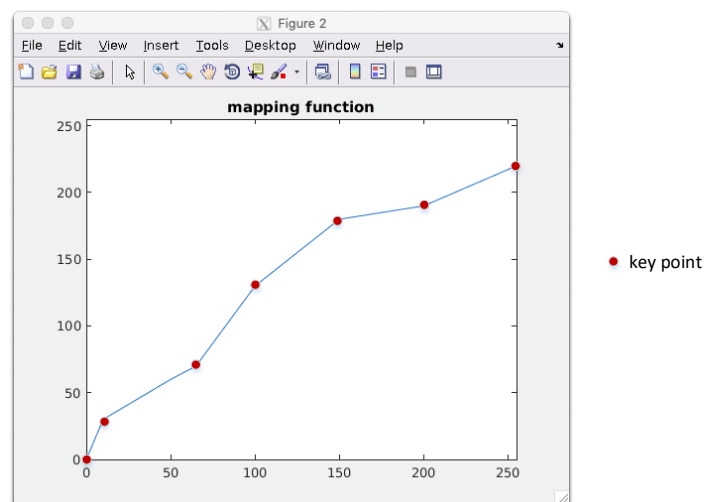 Figure 2
File Edit View Insert Tools Desktop Window Help
mapping function
250
200
150
100
50
0
0 50 100 150 200 250
key point